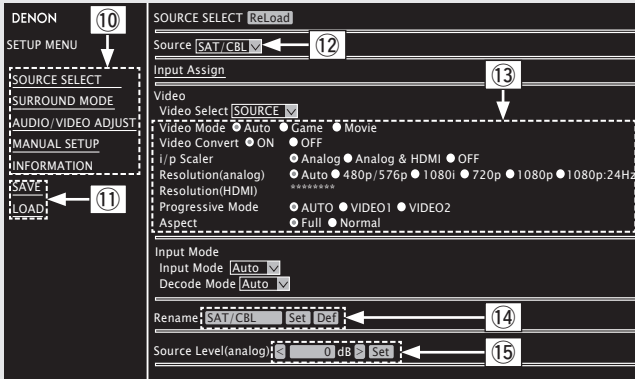 DENON
⑩
SETUP MENU
SOURCE SELECT
SURROUND MODE
AUDIO/VIDEO ADJUST
MANUAL SETUP
INFORMATION
SAVE
LOAD
⑪
SOURCE SELECT ReLoad
Source SAT/CBL
⑫
Input Assign
⑬
Video
Video Select SOURCE
Video Mode Auto Game Movie
Video Convert ON OFF
i/p Scaler Analog Analog & HDMI OFF
Resolution(analog) Auto 480p/576p 1080i 720p 1080p 1080p:24Hz
Resolution(HDMI) ********
Progressive Mode AUTO VIDEO1 VIDEO2
Aspect Full Normal
Input Mode
Input Mode Auto
Decode Mode Auto
Rename SAT/CBL Set Def
⑭
Source Level(analog) < 0 dB > Set
⑮